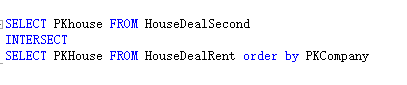 SELECT PKhouse FROM HouseDealSecond
INTERSECT
SELECT PKHouse FROM HouseDealRent order by PKCompany